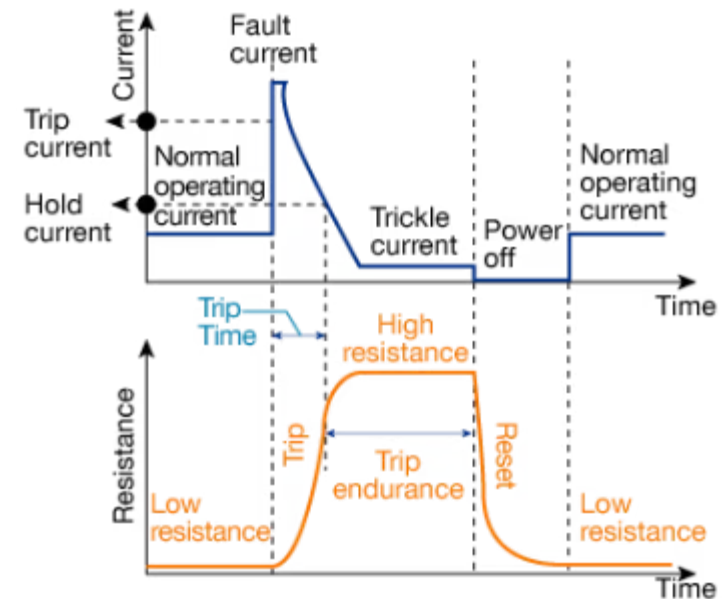 Current
Fault
current
Trip
current
Normal
operating
current
Hold
current
Trickle
current
Power
off
Normal
operating
current
Time
Trip
Time
High
resistance
Resistance
Trip
Trip
endurance
Reset
Low
resistance
Low
resistance
Time